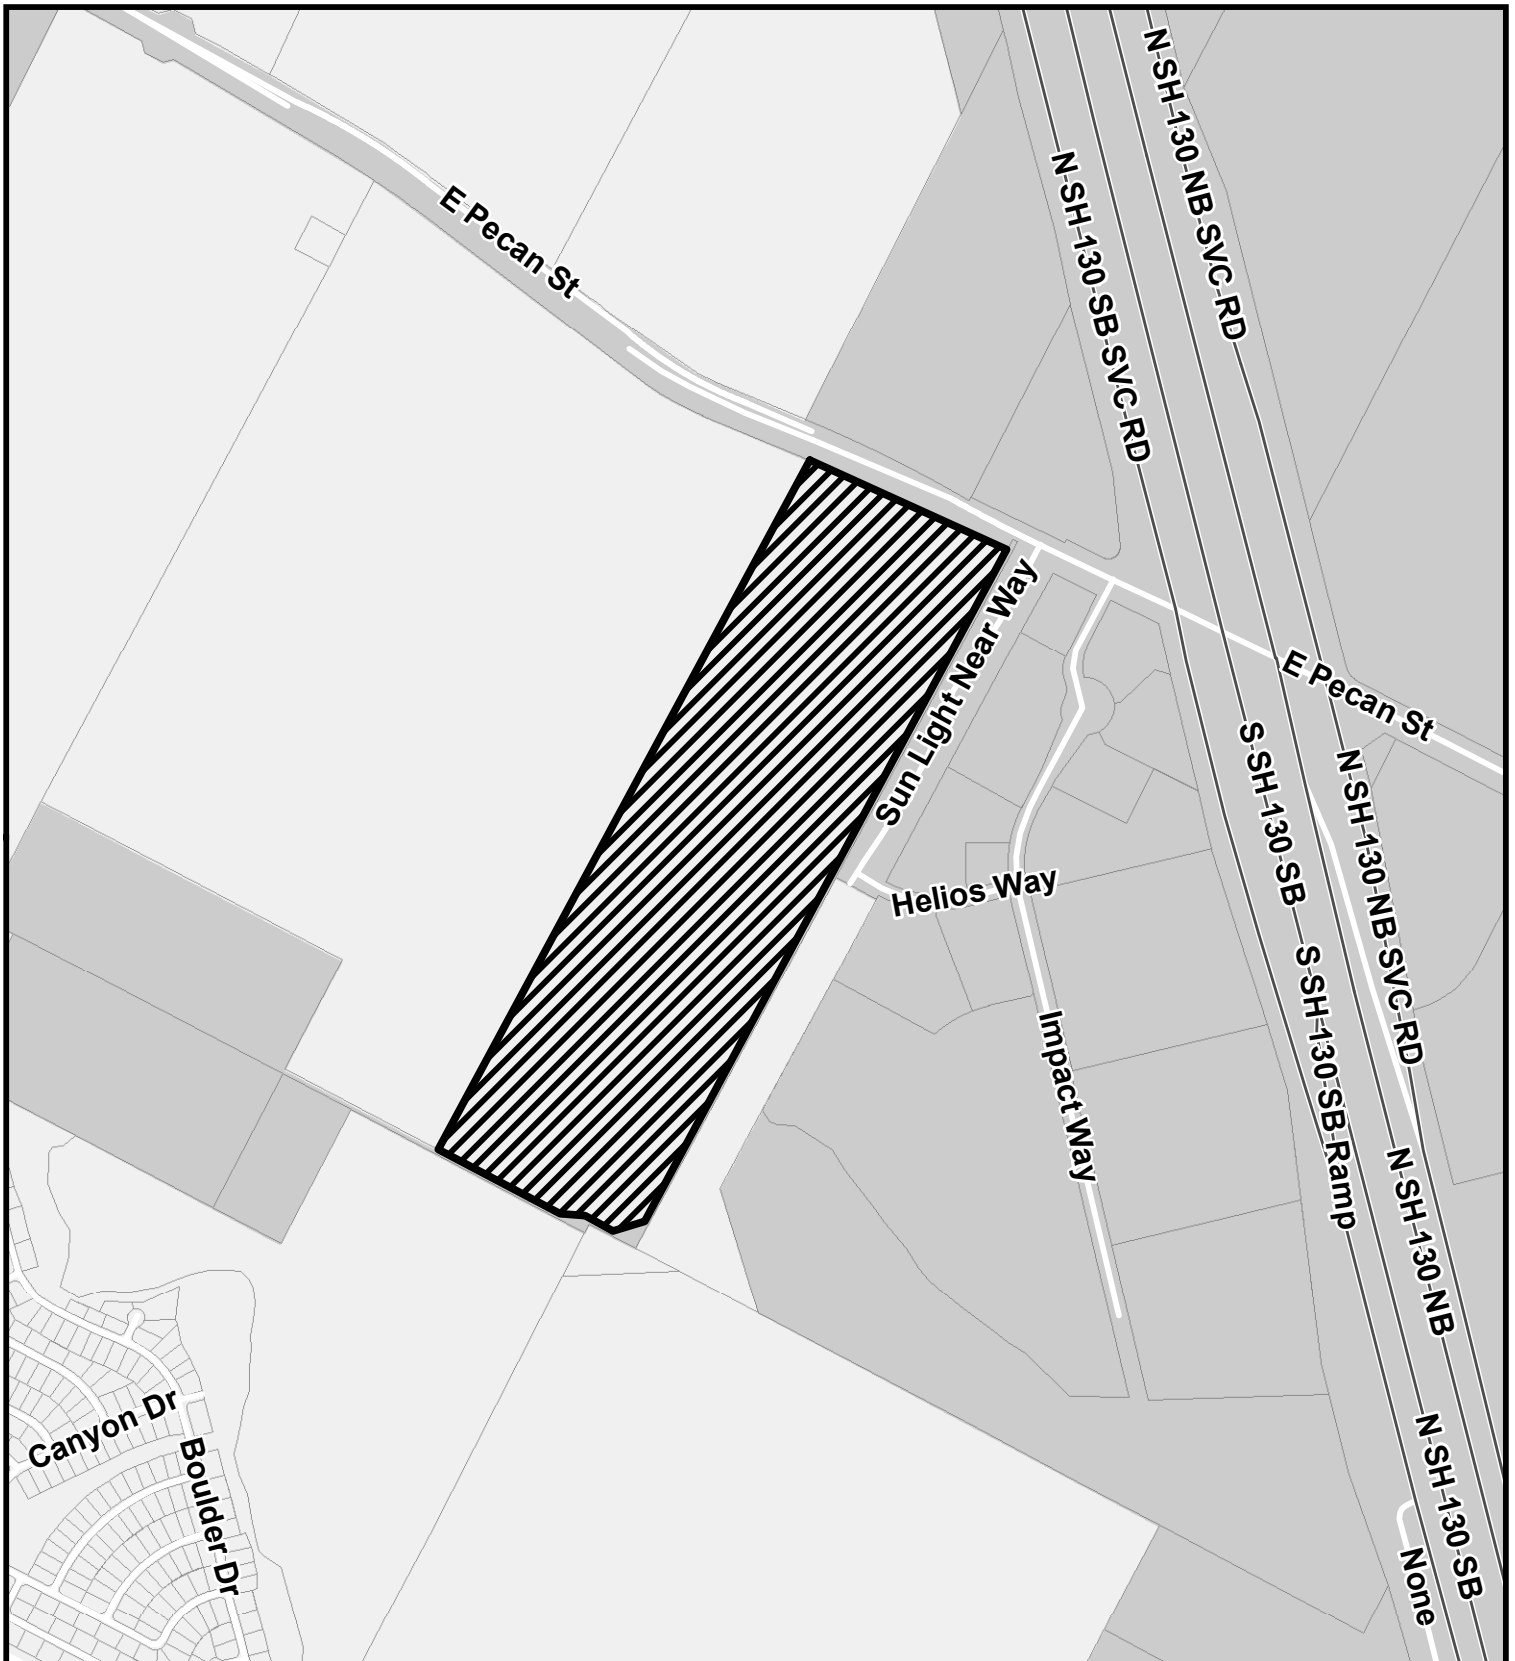 N-SH-130-NB-SVC-RD
N-SH-130-SB-SVC-RD
E Pecan St
Sun Light Near Way
E Pecan St
S-SH-130-SB
N-SH-130-NB-SVC-RD
Helios Way
S-SH-130-SB-Ramp
Impact Way
N-SH-130-NB
Canyon Dr
Boulder Dr
N-SH-130-SB
None